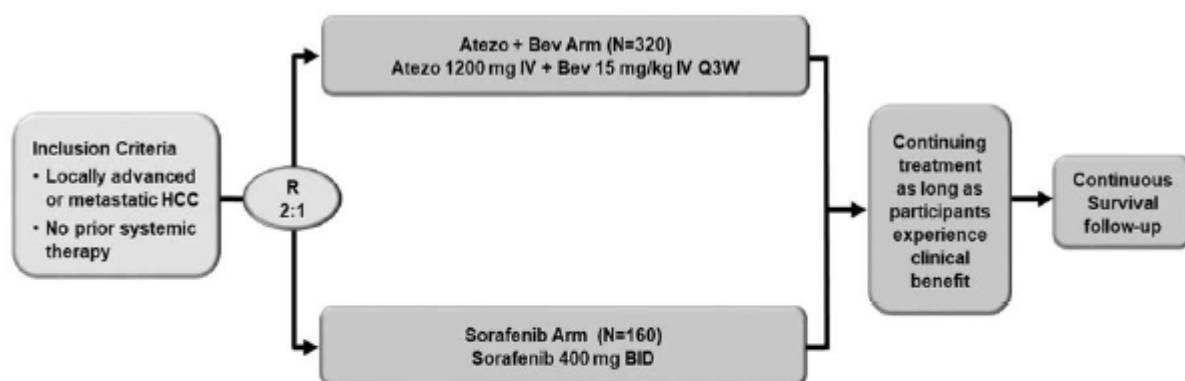 Atezo + Bev Arm (N=320)
Atezo 1200 mg IV + Bev 15 mg/kg IV Q3W
Inclusion Criteria
• Locally advanced
or metastatic HCC
• No prior systemic
therapy
R
2:1
Sorafenib Arm (N=160)
Sorafenib 400 mg BID
Continuing
treatment
as long as
participants
experience
clinical
benefit
Continuous
Survival
follow-up